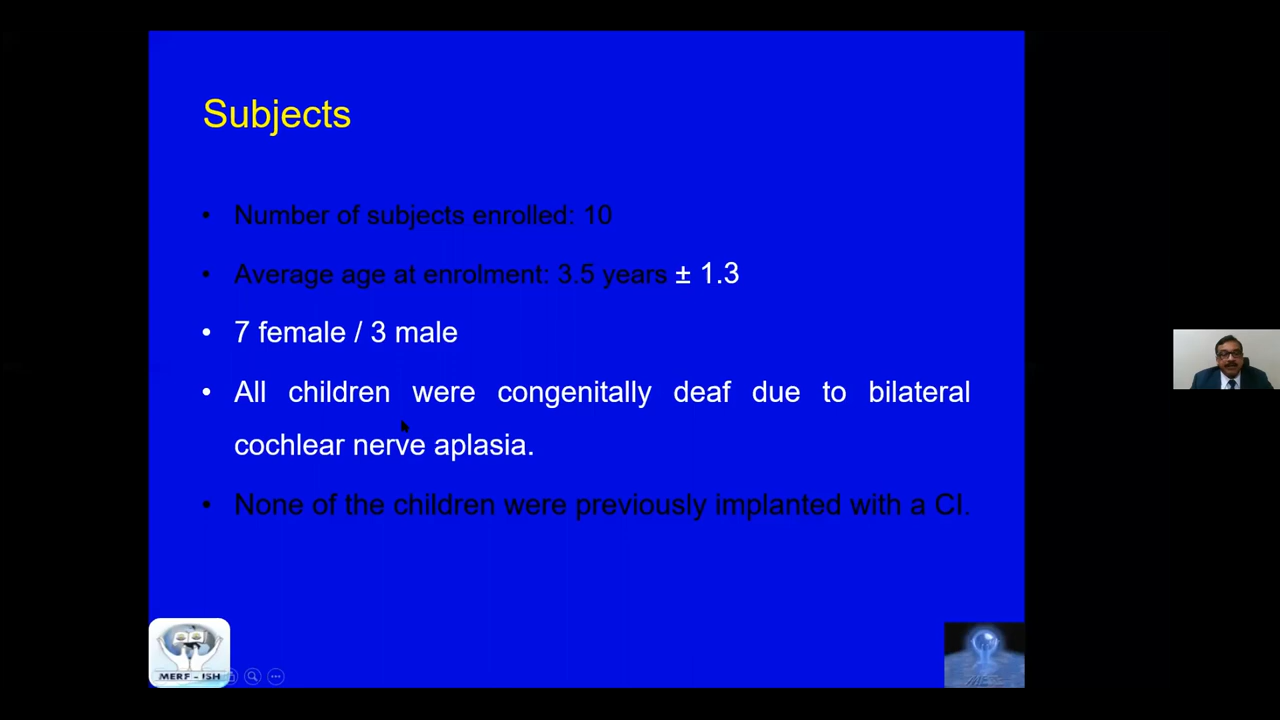 Subjects
• Number of subjects enrolled: 10
• Average age at enrolment: 3.5 years ± 1.3
• 7 female / 3 male
• All children were congenitally deaf due to bilateral
cochlear nerve aplasia.
• None of the children were previously implanted with a CI.
MERF - ISH